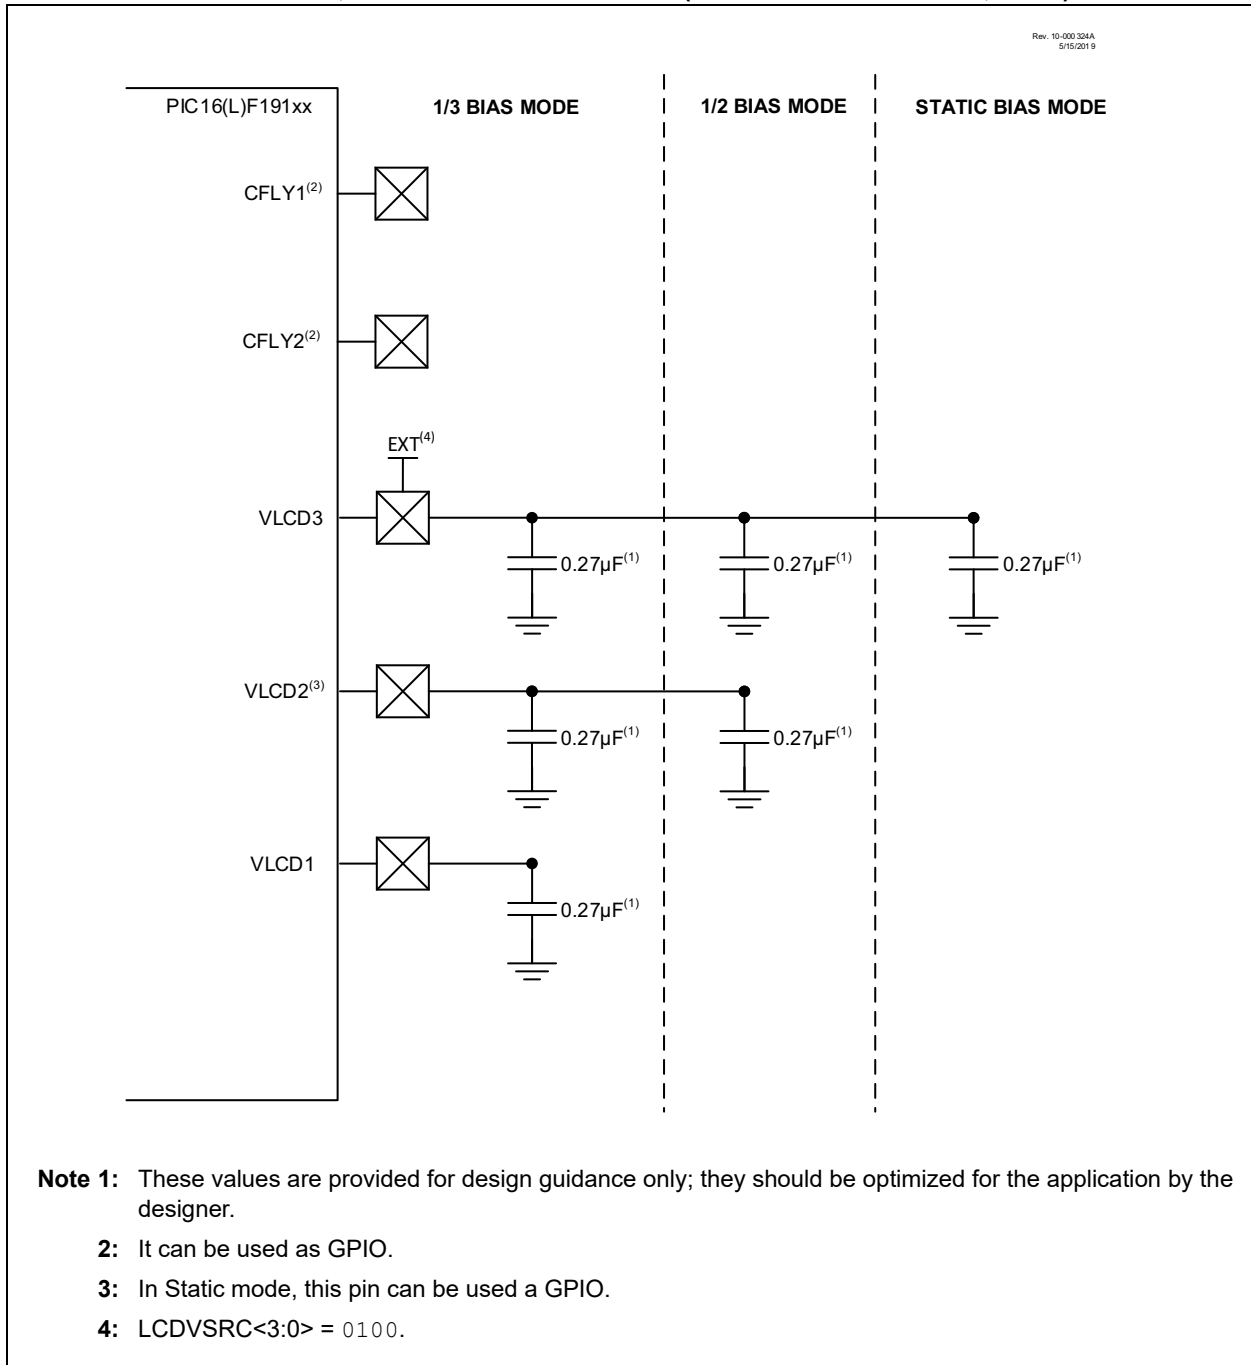 Rev. 10-000 324A
5/15/201 9
PIC16(L)F191xx
1/3 BIAS MODE
1/2 BIAS MODE
STATIC BIAS MODE
CFLY1(2)
CFLY2(2)
EXT(4)
VLCD3
0.27µF(1)
0.27µF(1)
0.27µF(1)
VLCD2(3)
0.27µF(1)
0.27µF(1)
VLCD1
0.27µF(1)
Note 1: These values are provided for design guidance only; they should be optimized for the application by the
designer.
2: It can be used as GPIO.
3: In Static mode, this pin can be used a GPIO.
4: LCDVSRC<3:0> = 0100.